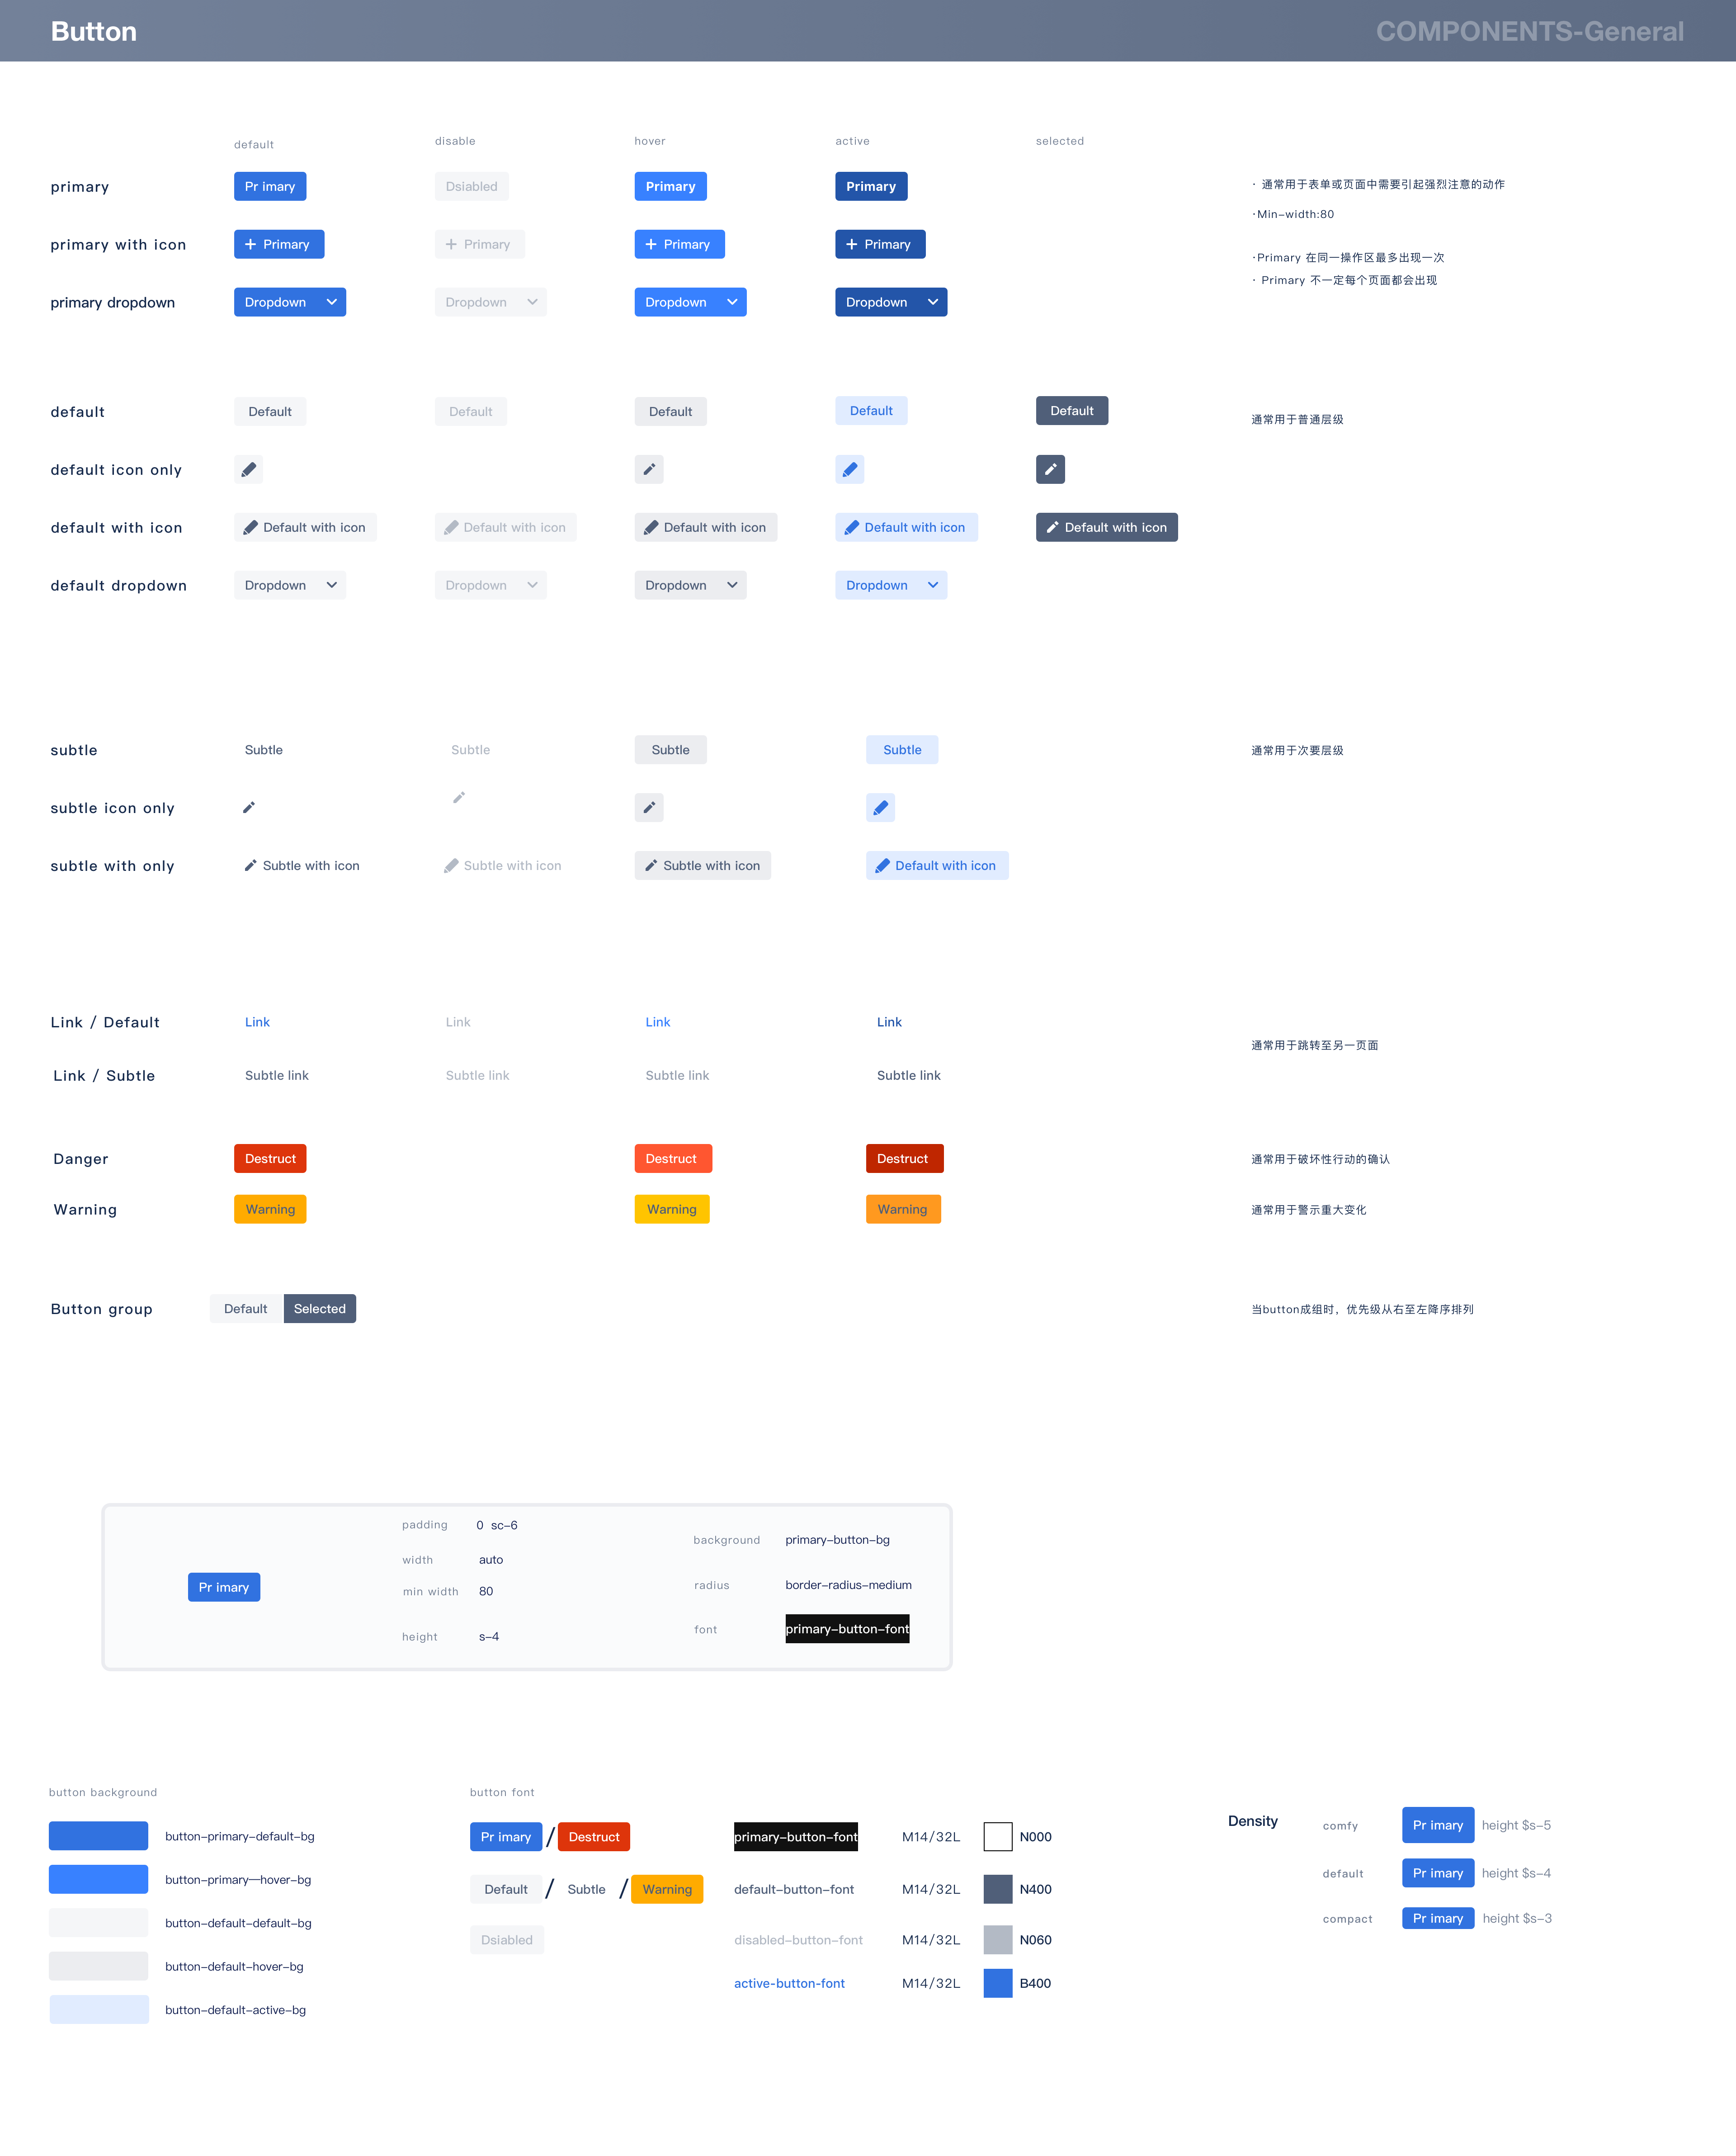 Button
COMPONENTS-General
default
disable
hover
active
selected
primary
Pr imary
Dsiabled
Primary
Primary
· 通常用于表单或页面中需要引起强烈注意的动作
·Min-width:80
primary with icon
Primary
Primary
Primary
Primary
·Primary 在同一操作区最多出现一次
· Primary 不一定每个页面都会出现
primary dropdown
Dropdown
Dropdown
Dropdown
Dropdown
default
Default
Default
Default
Default
Default
通常用于普通层级
default icon only
default with icon
Default with icon
Default with icon
Default with icon
Default with icon
Default with icon
default dropdown
Dropdown
Dropdown
Dropdown
Dropdown
subtle
Subtle
Subtle
Subtle
Subtle
通常用于次要层级
subtle icon only
subtle with only
Subtle with icon
Subtle with icon
Subtle with icon
Default with icon
Link / Default
Link
Link
Link
Link
通常用于跳转至另一页面
Link / Subtle
Subtle link
Subtle link
Subtle link
Subtle link
Danger
Destruct
Destruct
Destruct
通常用于破坏性行动的确认
Warning
Warning
Warning
Warning
通常用于警示重大变化
Button group
Default
Selected
当button成组时，优先级从右至左降序排列
Pr imary
padding
0 sc-6
width
auto
min width
80
height
s-4
background
primary-button-bg
radius
border-radius-medium
font
primary-button-font
button background
button-primary-default-bg
button-primary—hover-bg
button-default-default-bg
button-default-hover-bg
button-default-active-bg
button font
Pr imary / Destruct
primary-button-font
M14/32L
N000
Default / Subtle / Warning
default-button-font
M14/32L
N400
Dsiabled
disabled-button-font
M14/32L
N060
active-button-font
M14/32L
B400
Density
comfy
Pr imary
height $s-5
default
Pr imary
height $s-4
compact
Pr imary
height $s-3